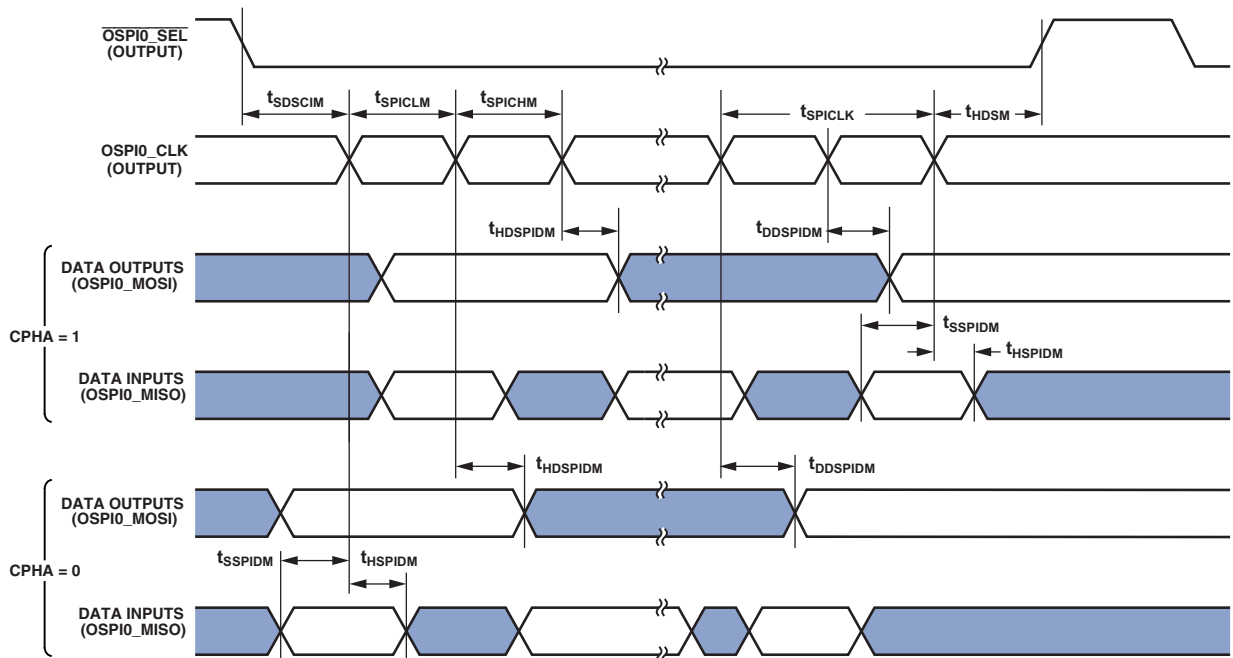 OSPI0_SEL
(OUTPUT)
tSDSCIM
tSPICLM
tSPICHM
tSPICLK
tHDSM
OSPI0_CLK
(OUTPUT)
tHDSPIDM
tDDSPIDM
DATA OUTPUTS
(OSPI0_MOSI)
CPHA = 1
tSSPIDM
tHSPIDM
DATA INPUTS
(OSPI0_MISO)
tHDSPIDM
tDDSPIDM
DATA OUTPUTS
(OSPI0_MOSI)
CPHA = 0
tSSPIDM
tHSPIDM
DATA INPUTS
(OSPI0_MISO)